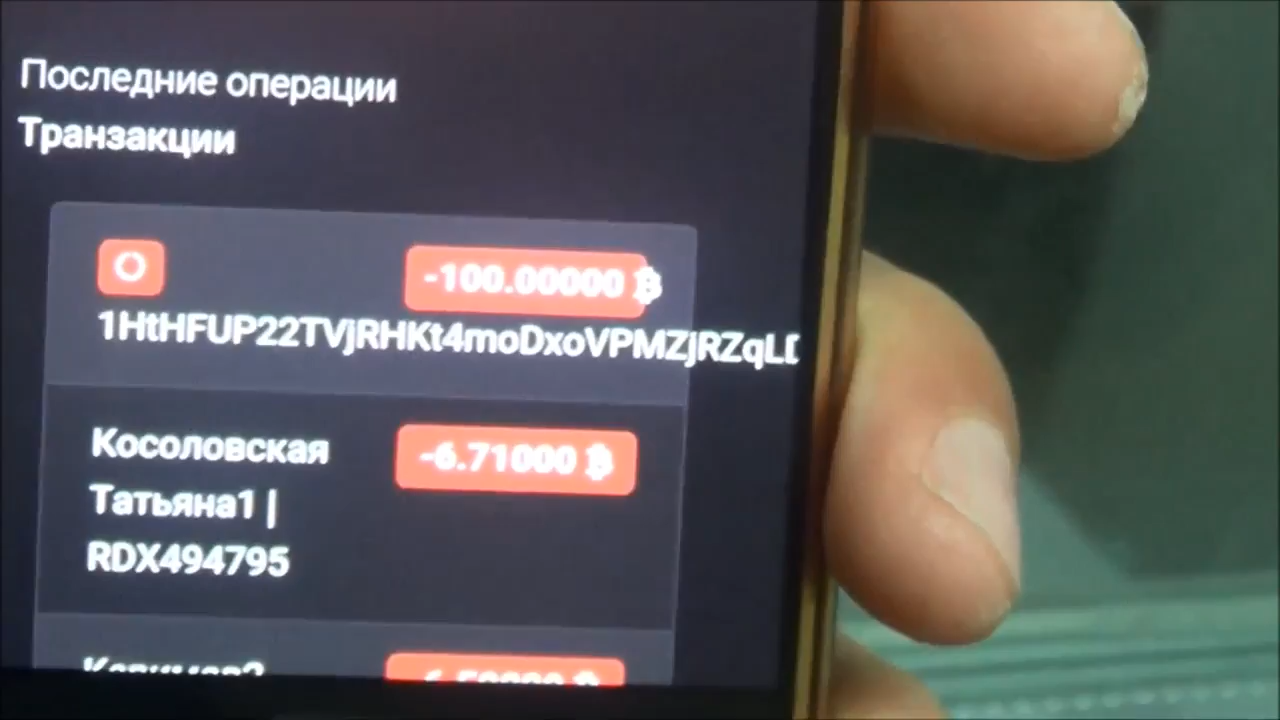 Последние операции
Транзакции
-100.00000 ₿
1HtHFUP22TVjRHKt4moDxoVPMZjRZqL
Косоловская
-6.71000 ₿
Татьяна1 |
RDX494795